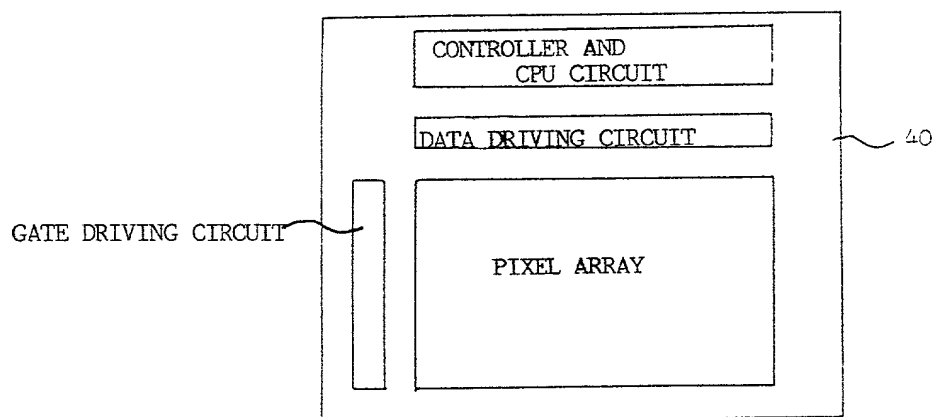 CONTROLLER AND
CPU CIRCUIT
DATA DRIVING CIRCUIT
40
GATE DRIVING CIRCUIT
PIXEL ARRAY